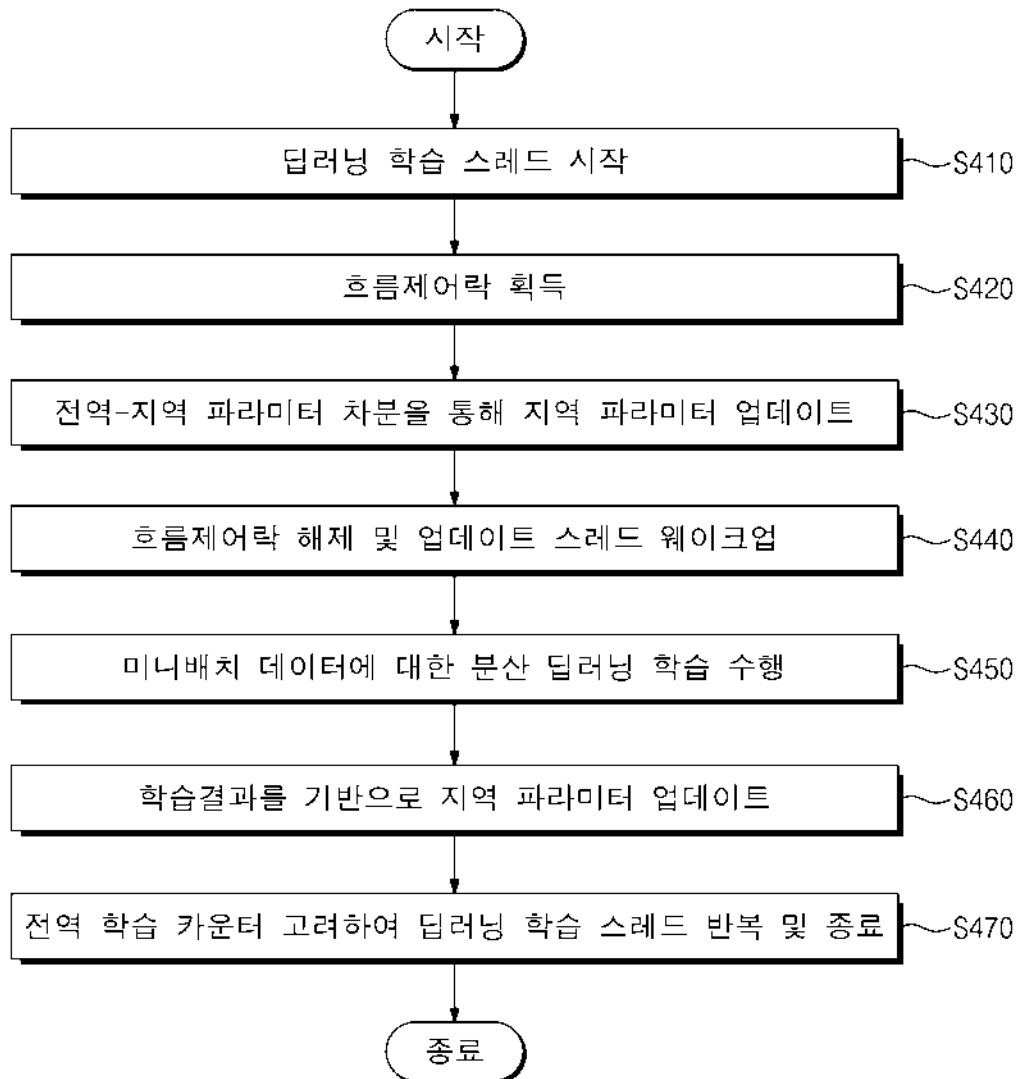 시작
딥러닝 학습 스레드 시작
S410
흐름제어락 획득
S420
전역-지역 파라미터 차분을 통해 지역 파라미터 업데이트
S430
흐름제어락 해제 및 업데이트 스레드 웨이크업
S440
미니배치 데이터에 대한 분산 딥러닝 학습 수행
S450
학습결과를 기반으로 지역 파라미터 업데이트
S460
전역 학습 카운터 고려하여 딥러닝 학습 스레드 반복 및 종료
S470
종료